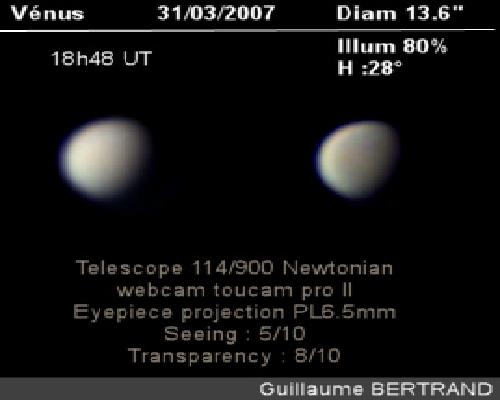 Vénus 31/03/2007 Diam 13.6"
18h48 UT Illum 80%
H :28°
Telescope 114/900 Newtonian
webcam toucam pro II
Eyepiece projection PL6.5mm
Seeing : 5/10
Transparency : 8/10
Guillaume BERTRAND